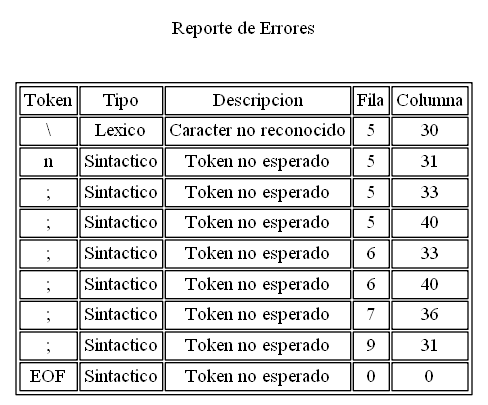 Reporte de Errores
Token Tipo Descripcion Fila Columna
\ Lexico Caracter no reconocido 5 30
n Sintactico Token no esperado 5 31
; Sintactico Token no esperado 5 33
; Sintactico Token no esperado 5 40
; Sintactico Token no esperado 6 33
; Sintactico Token no esperado 6 40
; Sintactico Token no esperado 7 36
; Sintactico Token no esperado 9 31
EOF Sintactico Token no esperado 0 0